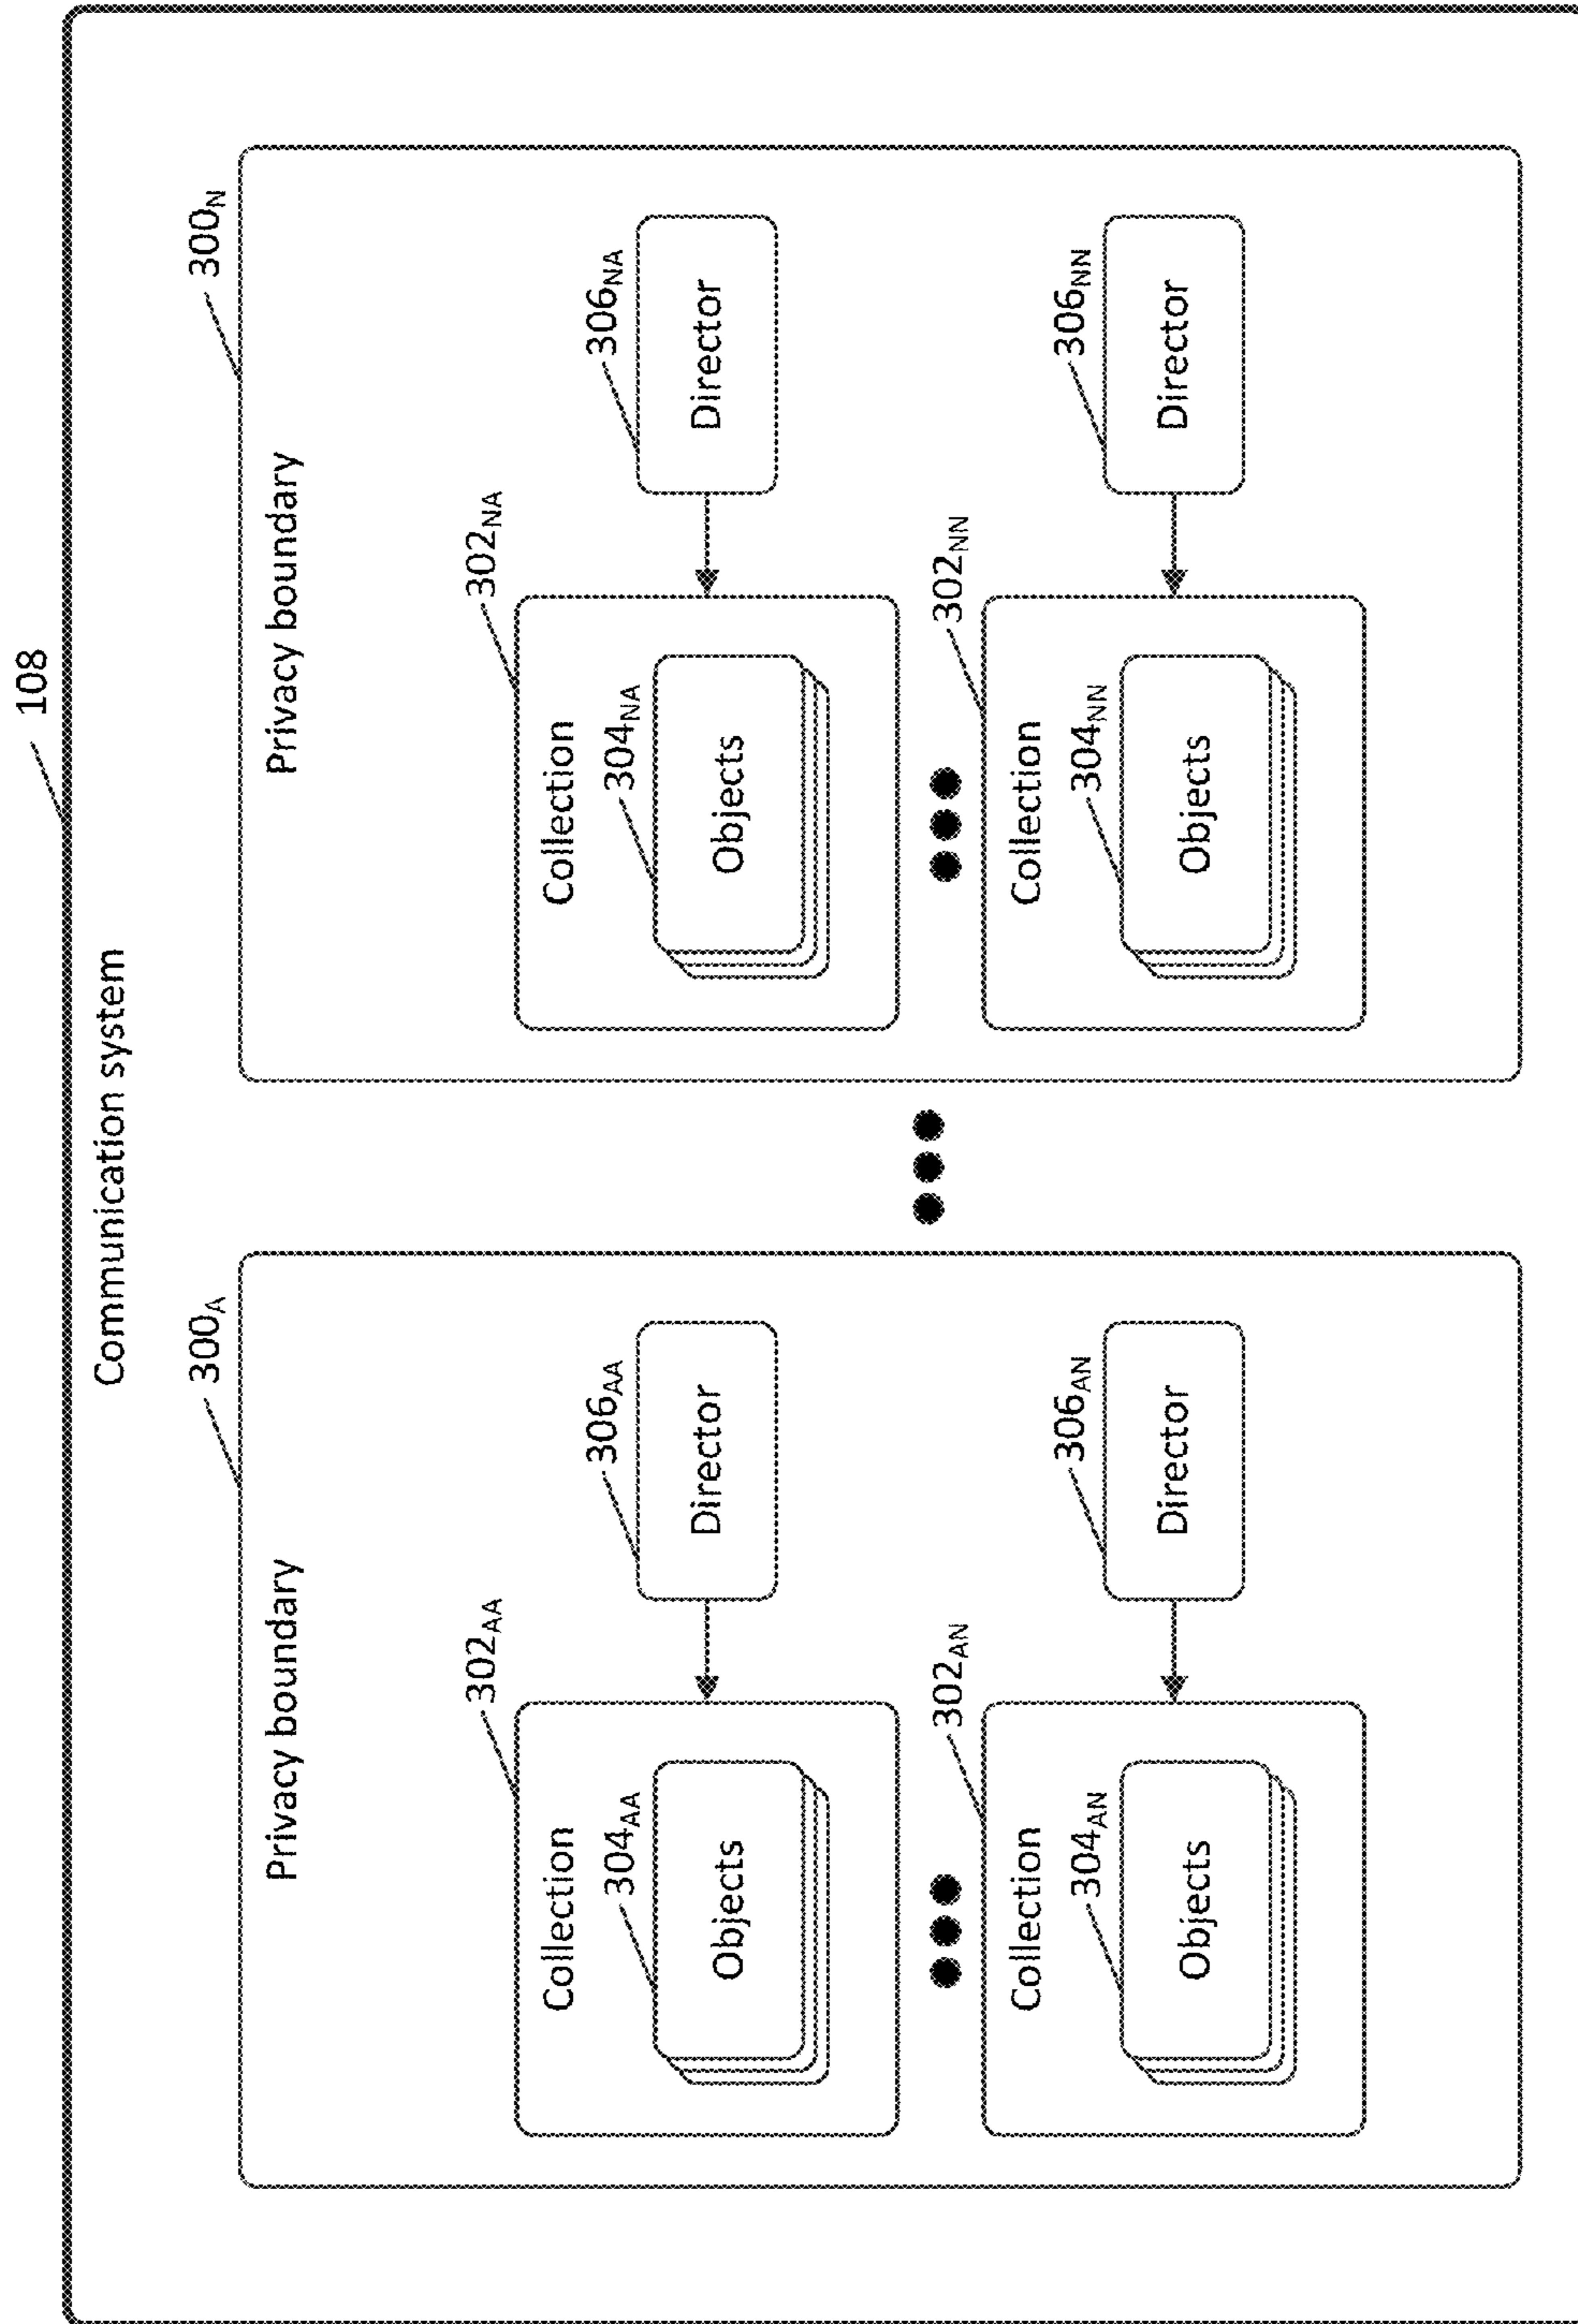 108
Communication system
300A
Privacy boundary
302AA
Collection
304AA
Objects
306AA
Director
302AN
Collection
304AN
Objects
306AN
Director
300N
Privacy boundary
302NA
Collection
304NA
Objects
306NA
Director
302NN
Collection
304NN
Objects
306NN
Director